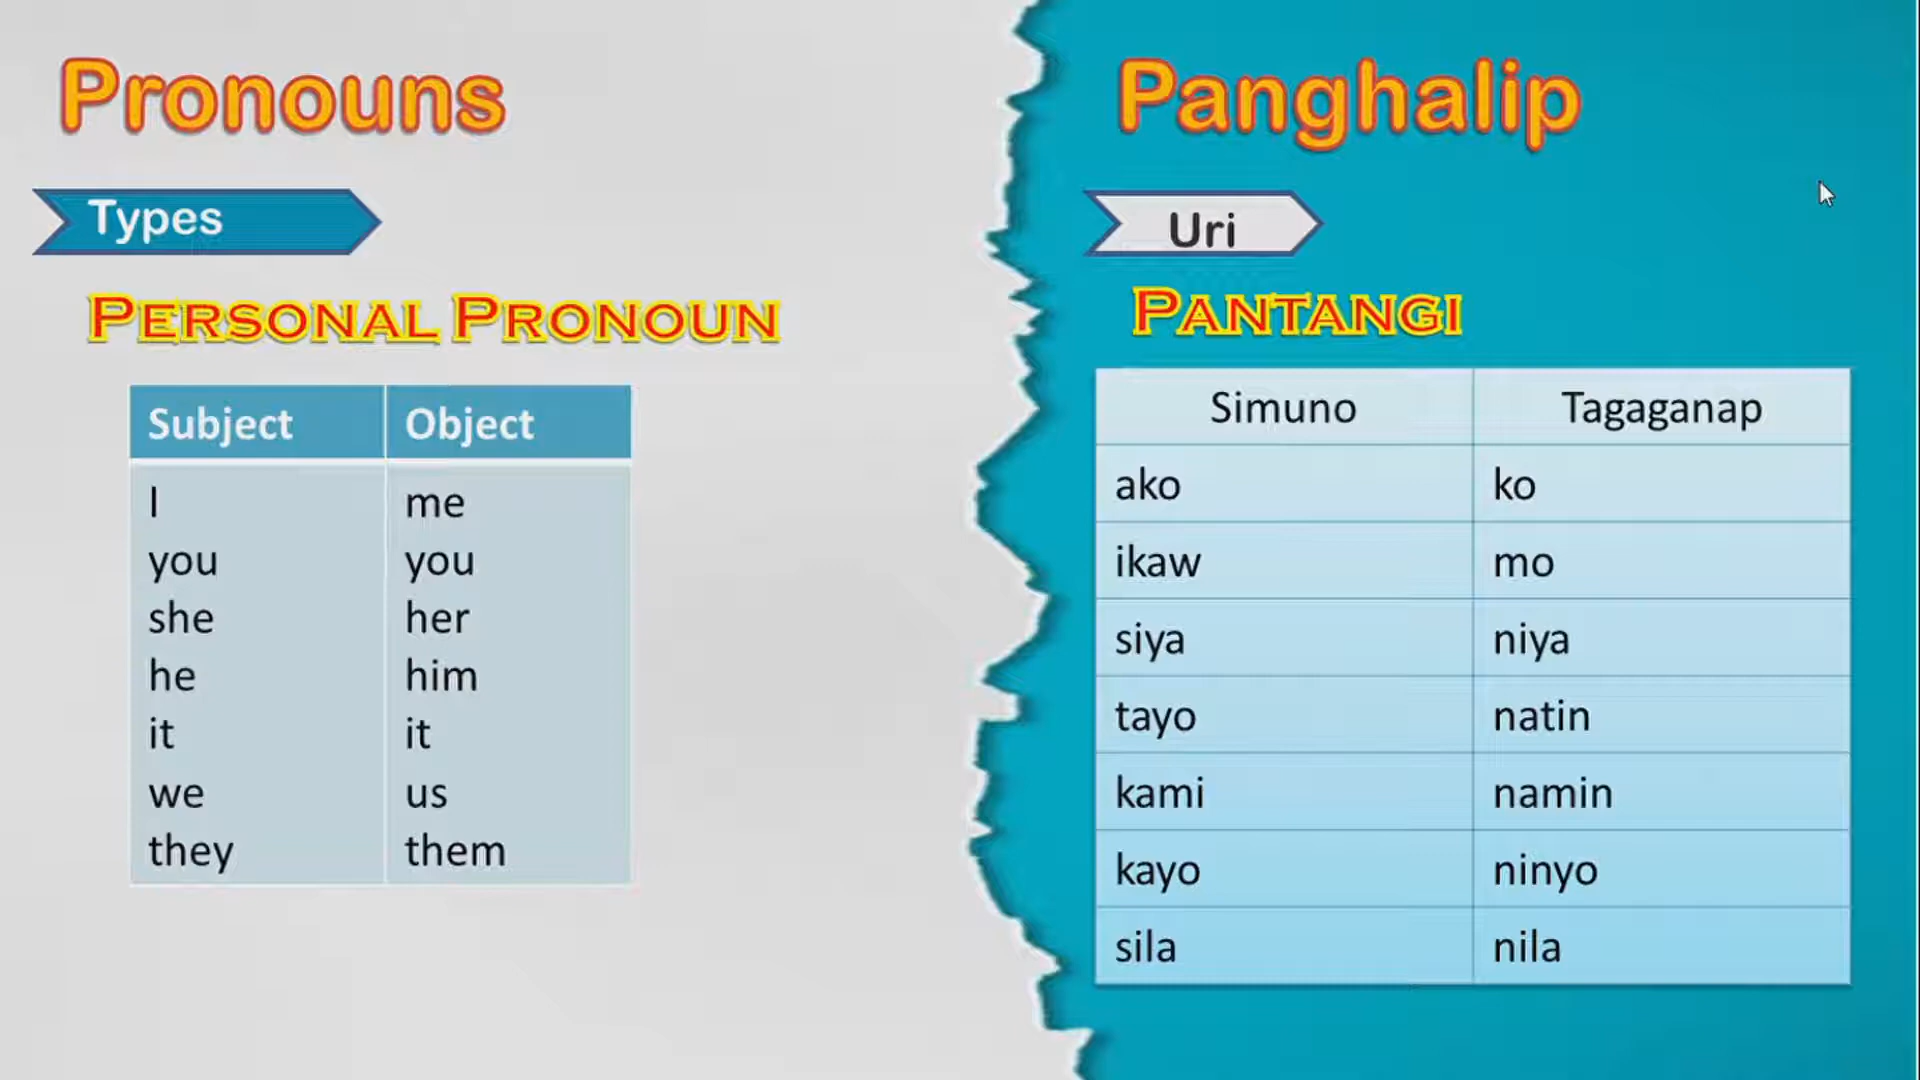 Pronouns
Types
PERSONAL PRONOUN
Subject Object
I me
you you
she her
he him
it it
we us
they them
Panghalip
Uri
PANTANGI
Simuno Tagaganap
ako ko
ikaw mo
siya niya
tayo natin
kami namin
kayo ninyo
sila nila